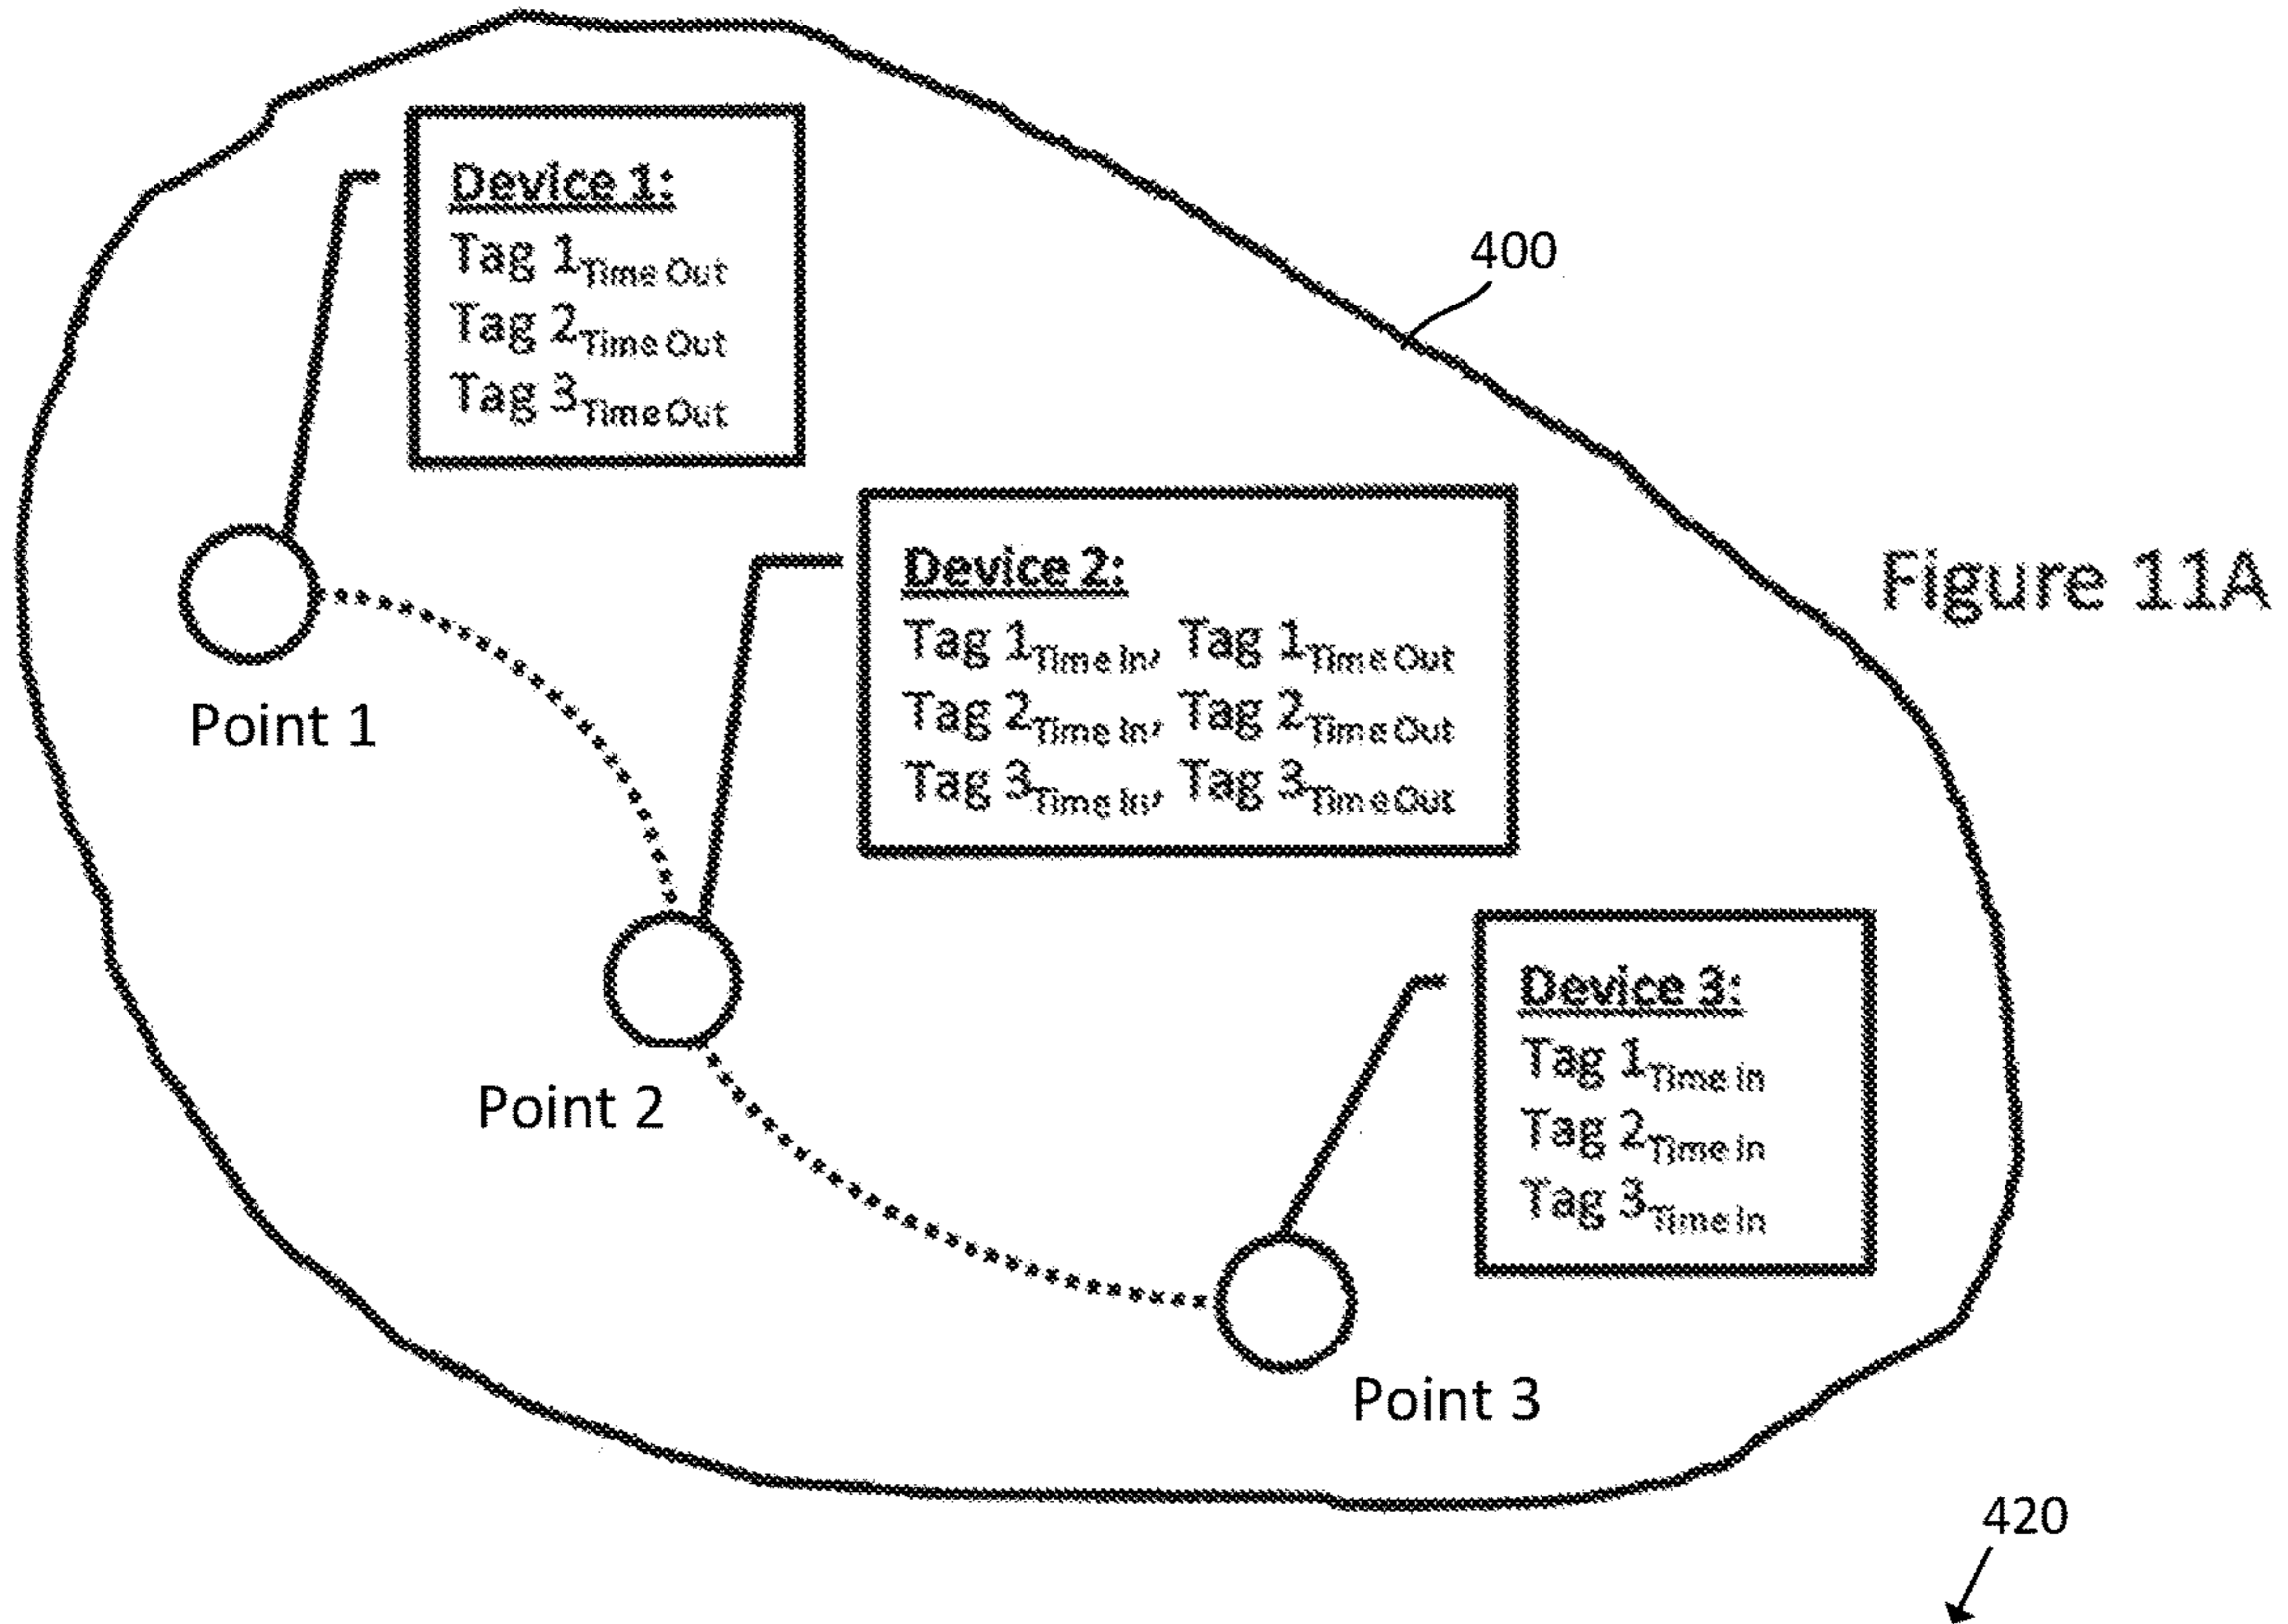 Device 1:
Tag 1Time Out
Tag 2Time Out
Tag 3Time Out
400
Device 2:
Tag 1Time In, Tag 1Time Out
Tag 2Time In, Tag 2Time Out
Tag 3Time In, Tag 3Time Out
Figure 11A
Point 1
Device 3:
Tag 1Time In
Tag 2Time In
Tag 3Time In
Point 2
Point 3
420